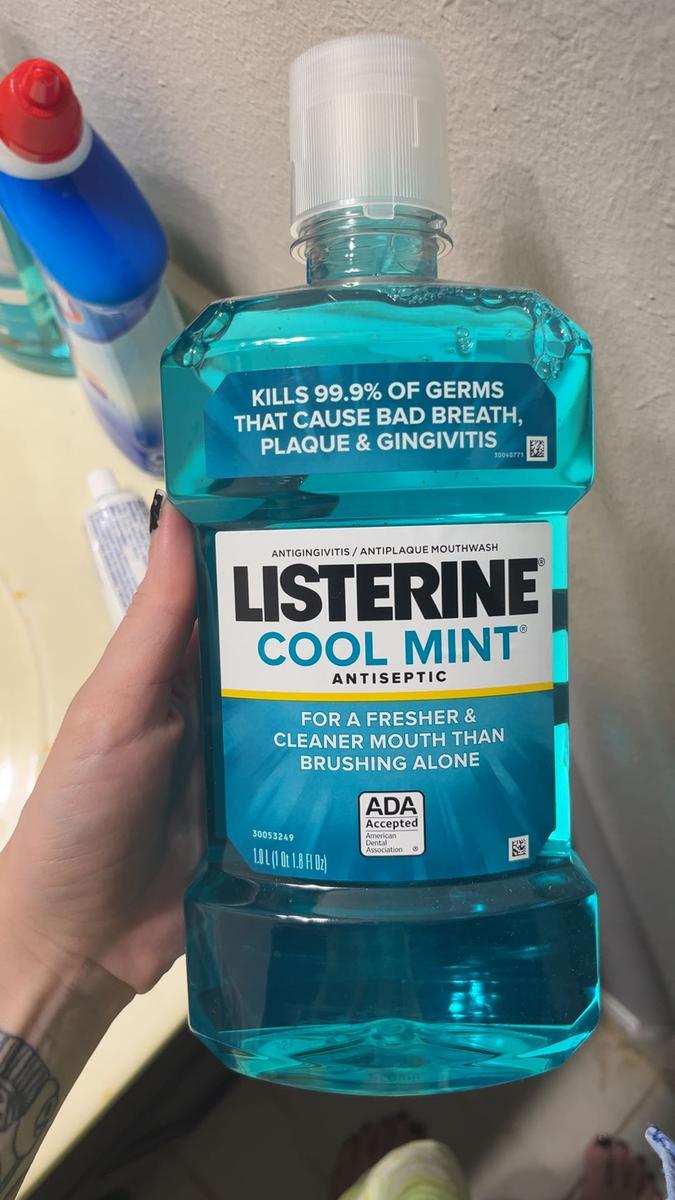 KILLS 99.9% OF GERMS
THAT CAUSE BAD BREATH,
PLAQUE & GINGIVITIS
30040773
ANTIGINGIVITIS / ANTIPLAQUE MOUTHWASH
LISTERINE®
COOL MINT®
ANTISEPTIC
FOR A FRESHER &
CLEANER MOUTH THAN
BRUSHING ALONE
ADA
Accepted
American
Dental
Association ®
30053249
1.0 L (1 Qt 1.8 Fl Oz)